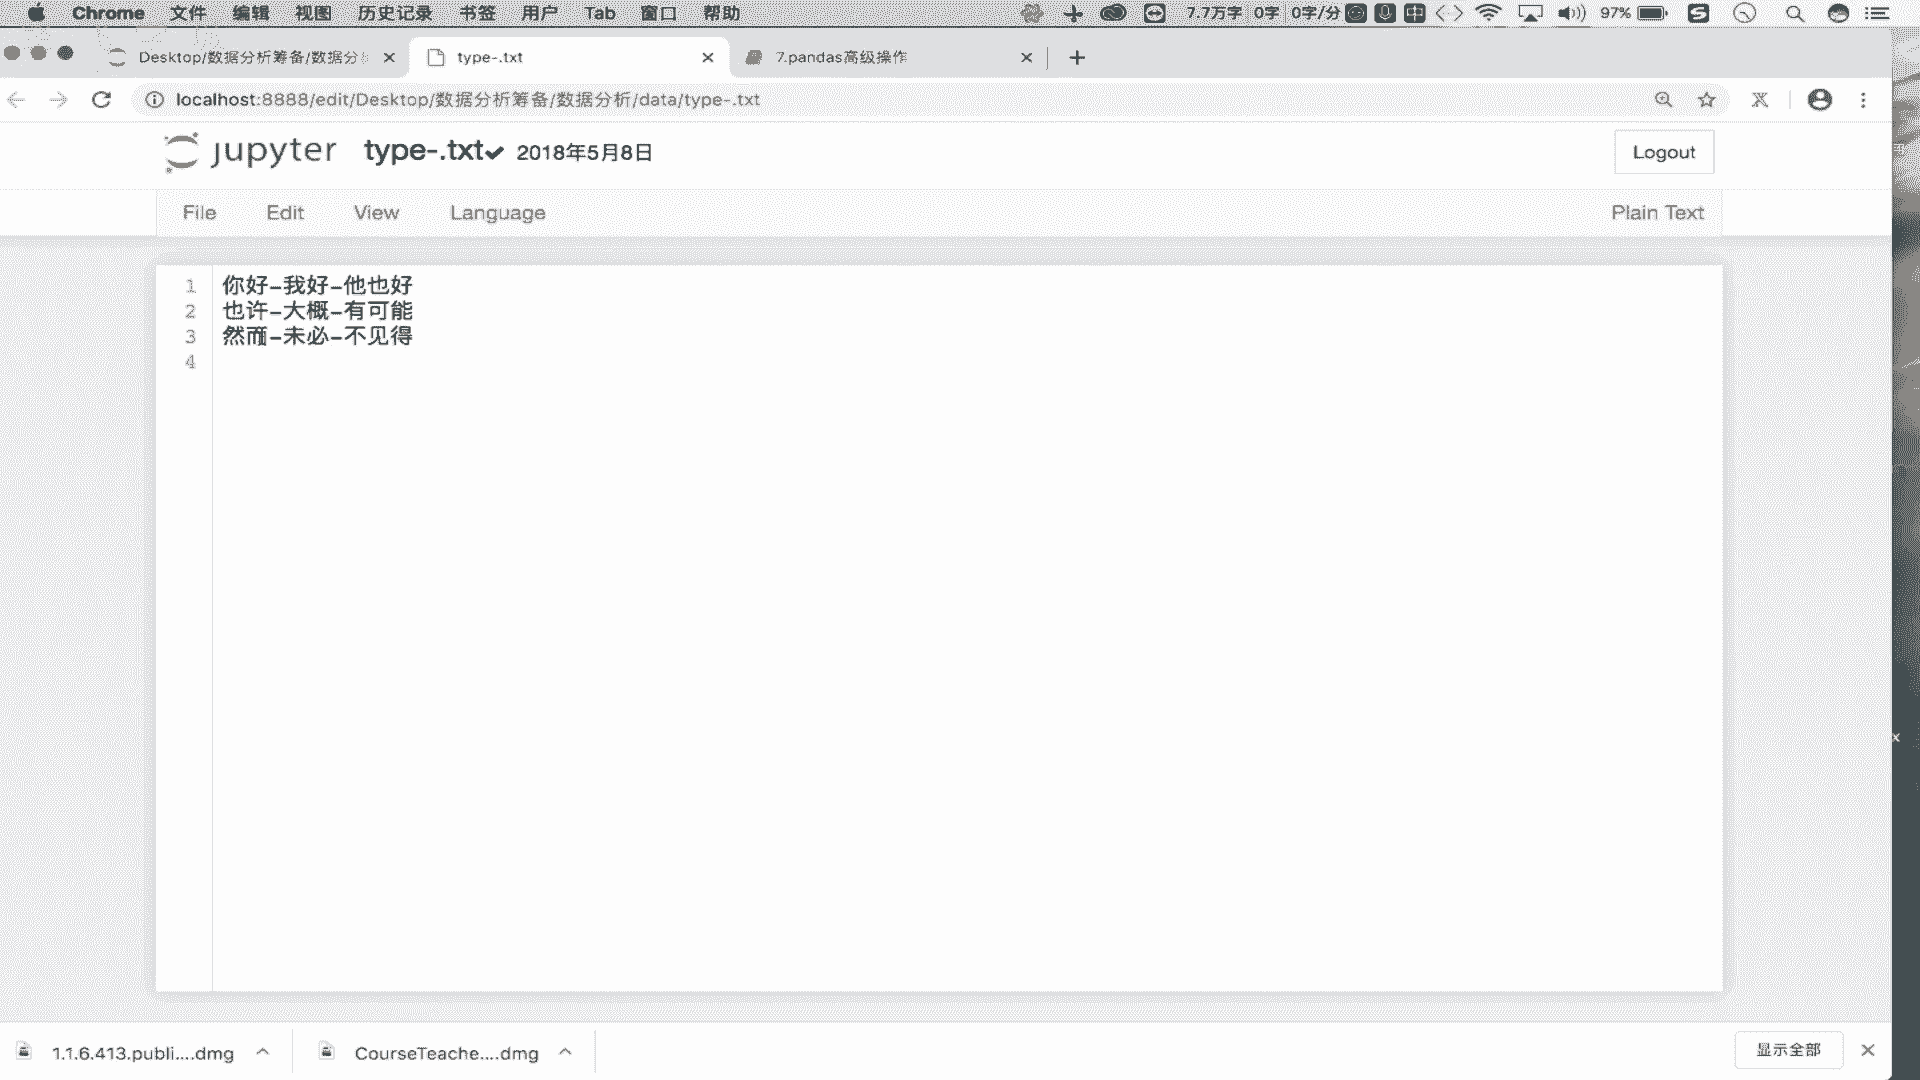 Chrome 文件 编辑 视图 历史记录 书签 用户 Tab 窗口 帮助 7.7万字 0字 0字/分 中 97%
Desktop/数据分析筹备/数据分 type-.txt 7.pandas高级操作
localhost:8888/edit/Desktop/数据分析筹备/数据分析/data/type-.txt
jupyter type-.txt 2018年5月8日 Logout
File Edit View Language Plain Text
1 你好-我好-他也好
2 也许-大概-有可能
3 然而-未必-不见得
4
1.1.6.413.publi....dmg CourseTeache....dmg 显示全部